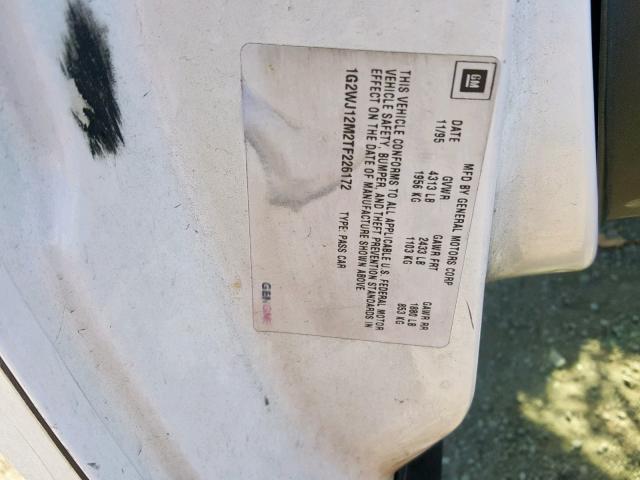 GM
MFD BY GENERAL MOTORS CORP
DATE GVWR GAWR FRT GAWR RR
11/95 4313 LB 2433 LB 1880 LB
1956 KG 1103 KG 853 KG
THIS VEHICLE CONFORMS TO ALL APPLICABLE U.S. FEDERAL MOTOR
VEHICLE SAFETY, BUMPER, AND THEFT PREVENTION STANDARDS IN
EFFECT ON THE DATE OF MANUFACTURE SHOWN ABOVE
1G2WJ12M2TF226172 TYPE: PASS CAR